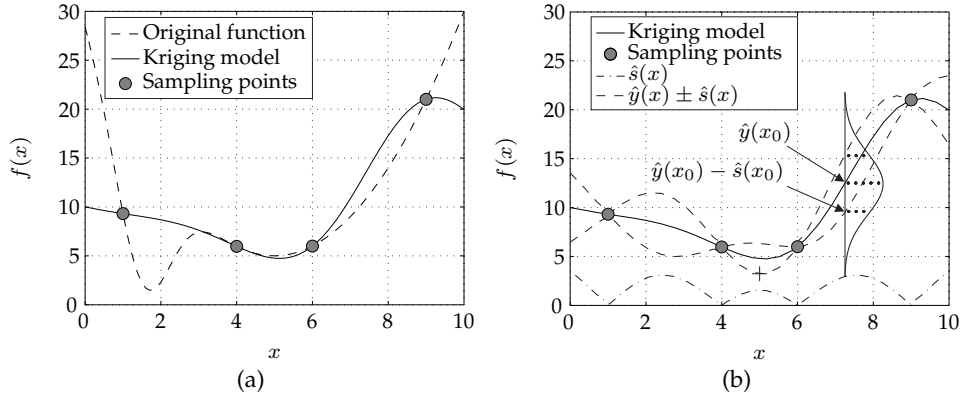 30
25
20
15
10
5
0
f(x)
Original function
Kriging model
Sampling points
0 2 4 6 8 10
x
(a)
30
25
20
15
10
5
0
f(x)
Kriging model
Sampling points
ŝ(x)
ŷ(x) ± ŝ(x)
ŷ(x₀)
ŷ(x₀) − ŝ(x₀)
0 2 4 6 8 10
x
(b)